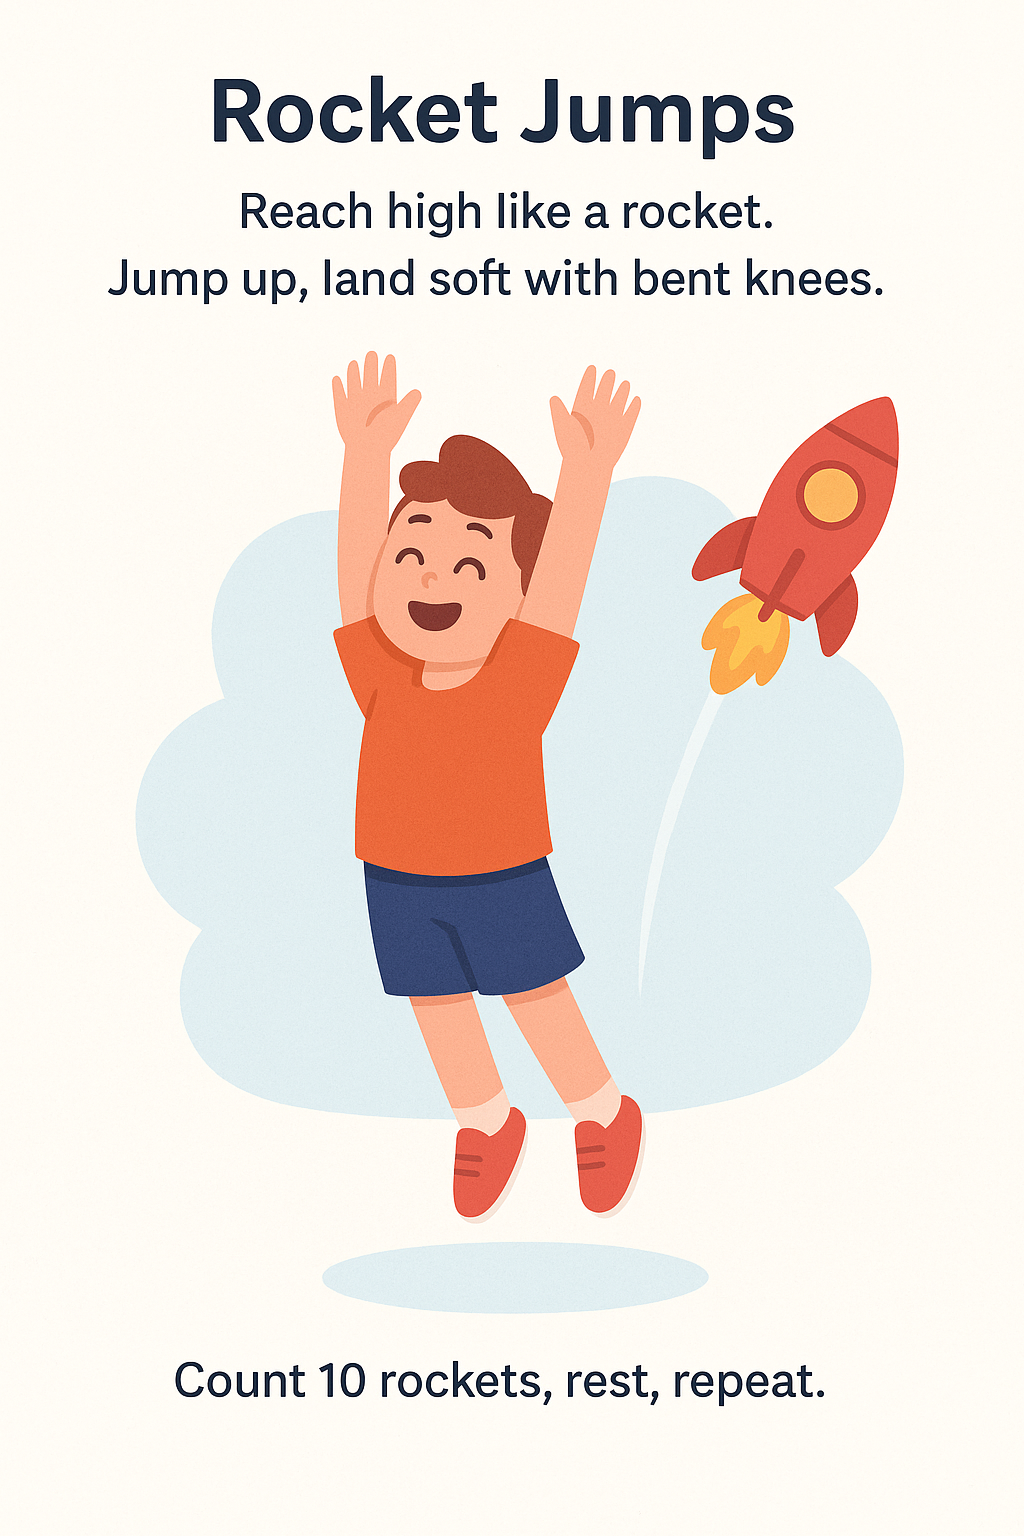 Rocket Jumps
Reach high like a rocket.
Jump up, land soft with bent knees.
Count 10 rockets, rest, repeat.